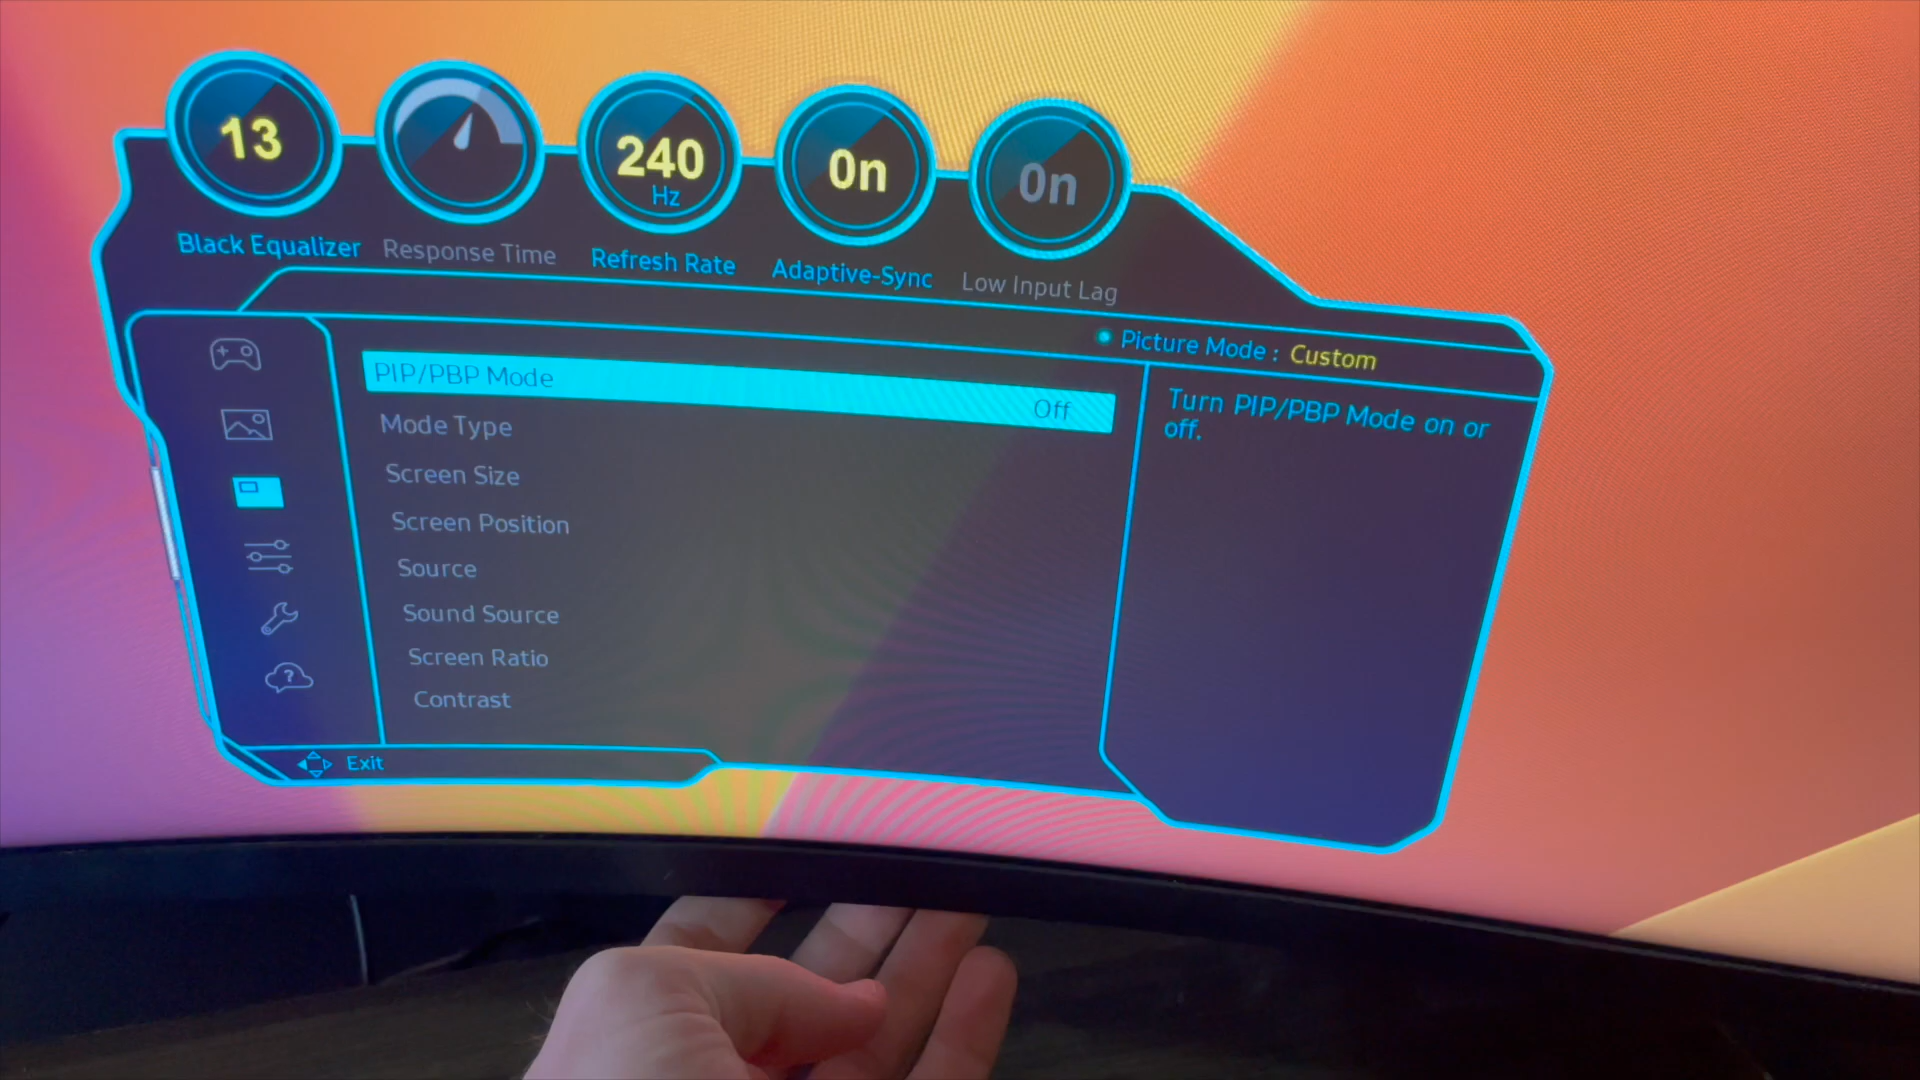 13
240
Hz
On
On
Black Equalizer
Response Time
Refresh Rate
Adaptive-Sync
Low Input Lag
Picture Mode : Custom
PIP/PBP Mode Off
Mode Type
Screen Size
Screen Position
Source
Sound Source
Screen Ratio
Contrast
Turn PIP/PBP Mode on or
off.
?
Exit